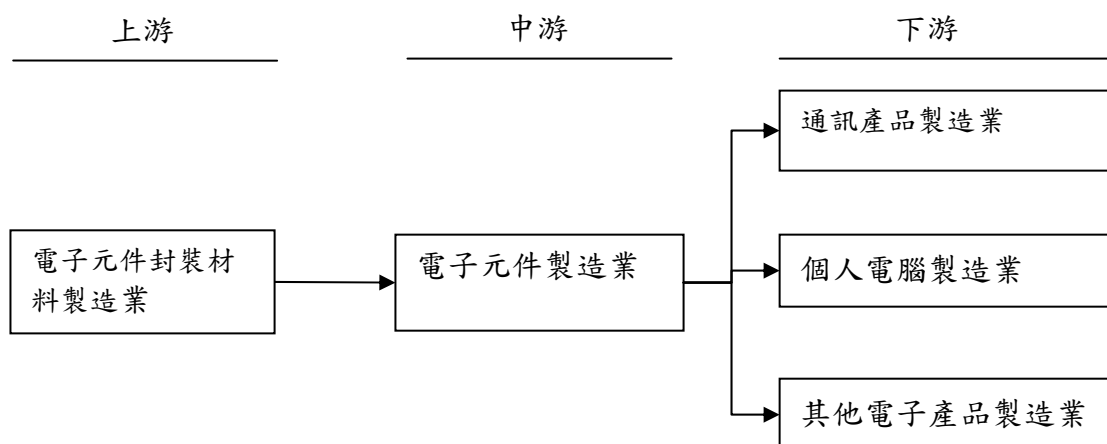 上游
中游
下游
通訊產品製造業
電子元件封裝材
料製造業
電子元件製造業
個人電腦製造業
其他電子產品製造業